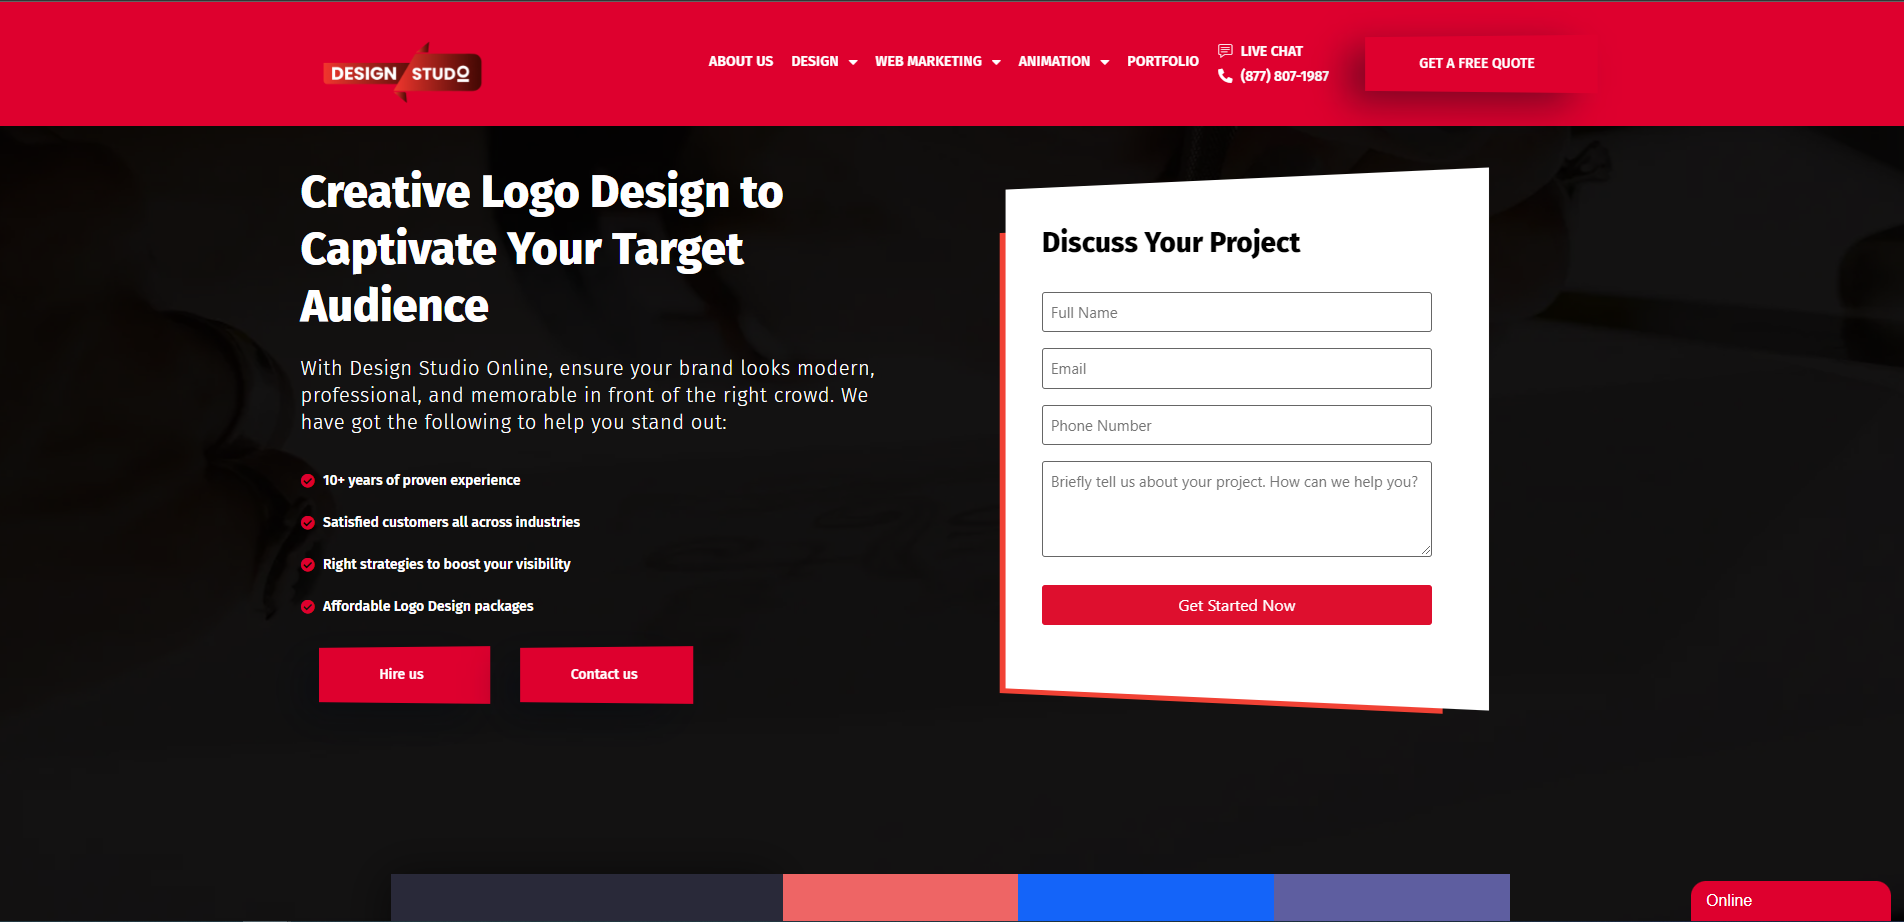 DESIGN STUDO
ABOUT US
DESIGN
WEB MARKETING
ANIMATION
PORTFOLIO
LIVE CHAT
(877) 807-1987
GET A FREE QUOTE
Creative Logo Design to
Captivate Your Target
Audience
With Design Studio Online, ensure your brand looks modern,
professional, and memorable in front of the right crowd. We
have got the following to help you stand out:
10+ years of proven experience
Satisfied customers all across industries
Right strategies to boost your visibility
Affordable Logo Design packages
Hire us
Contact us
Discuss Your Project
Full Name
Email
Phone Number
Briefly tell us about your project. How can we help you?
Get Started Now
Online